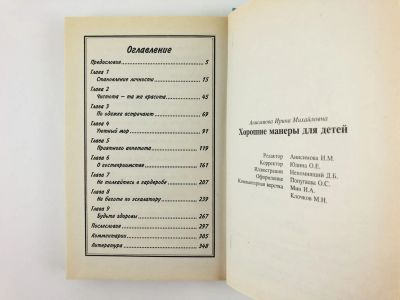 Оглавление
Предисловие 5
Глава 1
Становление личности 15
Глава 2
Чистота – та же красота 45
Глава 3
По одежке встречают 69
Глава 4
Уютный мир 91
Глава 5
Приятного аппетита 119
Глава 6
О гостеприимстве 161
Глава 7
Не толкайтесь в гардеробе 207
Глава 8
Не бегите по эскалатору 239
Глава 9
Будьте здоровы 267
Послесловие 297
Комментарии 305
Литература 348
Анисимова Ирина Михайловна
Хорошие манеры для детей
Редактор Анисимова И.М.
Корректор Юдина О.Е.
Иллюстрации Непомнящий Д.Б.
Оформление Попугаева О.С.
Компьютерная верстка Мин И.А.
Клочков М.Н.